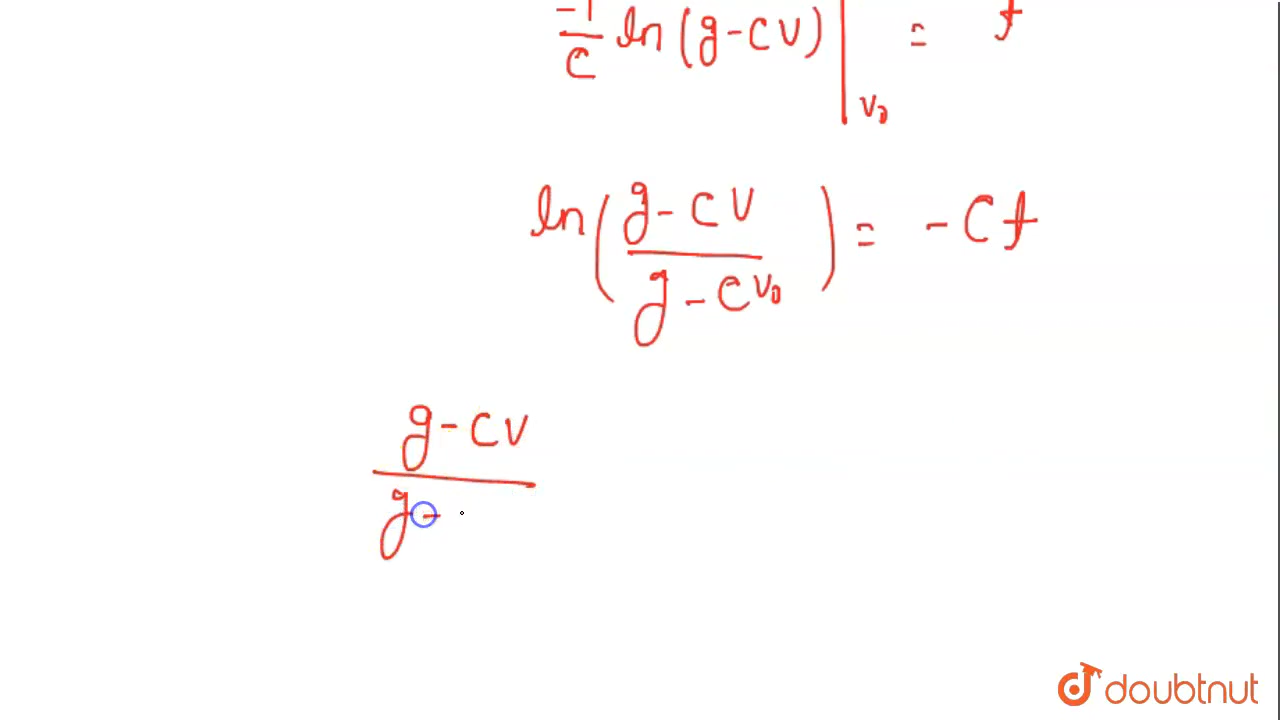 -1/C ln (g-CV) |V0 = t
ln ( g-CV / g-CV0 ) = -Ct
g-CV
g-
doubtnut